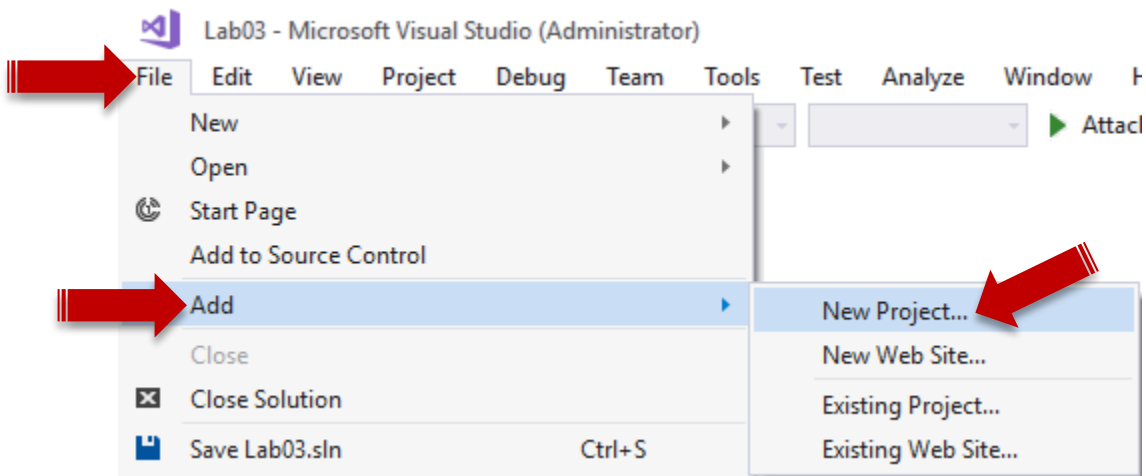 Lab03 - Microsoft Visual Studio (Administrator)
File Edit View Project Debug Team Tools Test Analyze Window
New
Open
Start Page
Add to Source Control
Add
Close
Close Solution
Save Lab03.sln Ctrl+S
New Project...
New Web Site...
Existing Project...
Existing Web Site...